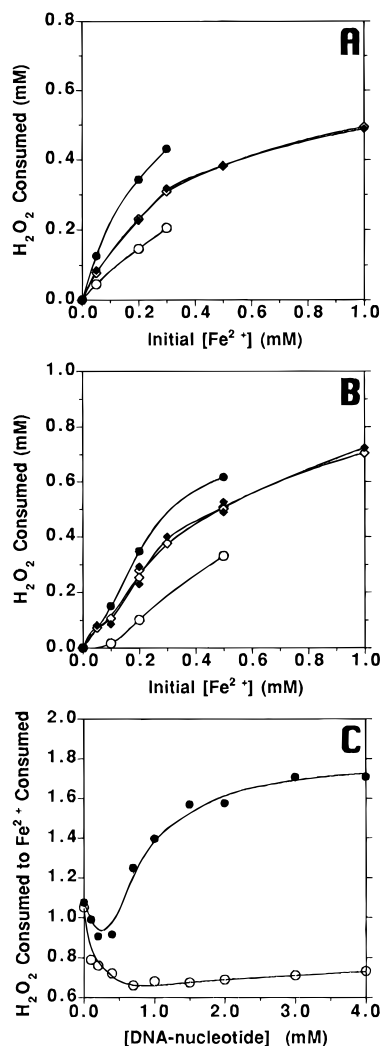 A
H₂O₂ Consumed (mM)
0.8
0.6
0.4
0.2
0.0
0.0 0.2 0.4 0.6 0.8 1.0
Initial [Fe²⁺] (mM)
B
H₂O₂ Consumed (mM)
1.0
0.8
0.6
0.4
0.2
0.0
0.0 0.2 0.4 0.6 0.8 1.0
Initial [Fe²⁺] (mM)
C
H₂O₂ Consumed to Fe²⁺ Consumed
2.0
1.8
1.6
1.4
1.2
1.0
0.8
0.6
0.0 1.0 2.0 3.0 4.0
[DNA-nucleotide] (mM)